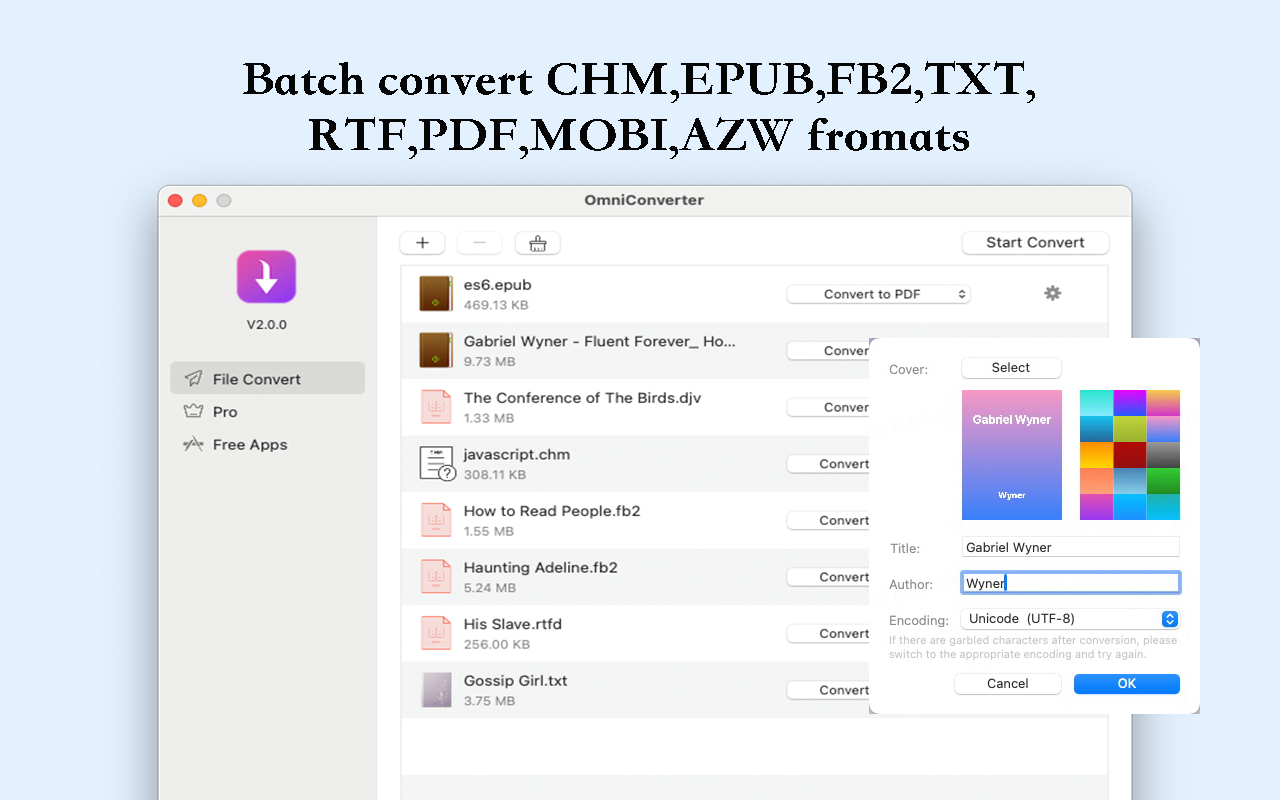 Batch convert CHM,EPUB,FB2,TXT,
RTF,PDF,MOBI,AZW fromats
OmniConverter
Start Convert
V2.0.0
File Convert
Pro
Free Apps
es6.epub
469.13 KB
Convert to PDF
Gabriel Wyner - Fluent Forever_ Ho...
9.73 MB
Conver
The Conference of The Birds.djv
1.33 MB
Conver
javascript.chm
308.11 KB
Convert
How to Read People.fb2
1.55 MB
Convert
Haunting Adeline.fb2
5.24 MB
Convert
His Slave.rtfd
256.00 KB
Convert
Gossip Girl.txt
3.75 MB
Convert
Cover:
Select
Gabriel Wyner
Wyner
Title:
Gabriel Wyner
Author:
Wyner
Encoding:
Unicode (UTF-8)
If there are garbled characters after conversion, please
switch to the appropriate encoding and try again.
Cancel
OK